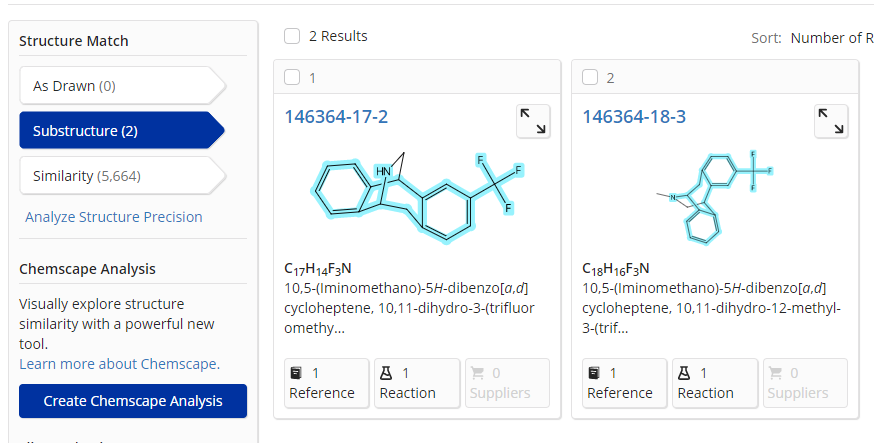 Structure Match
As Drawn (0)
Substructure (2)
Similarity (5,664)
Analyze Structure Precision
Chemscape Analysis
Visually explore structure
similarity with a powerful new
tool.
Learn more about Chemscape.
Create Chemscape Analysis
2 Results
Sort: Number of R
1
146364-17-2
HN
F
F
F
C17H14F3N
10,5-(Iminomethano)-5H-dibenzo[a,d]
cycloheptene, 10,11-dihydro-3-(trifluor
omethy...
1
Reference
1
Reaction
0
Suppliers
2
146364-18-3
N
F
F
F
C18H16F3N
10,5-(Iminomethano)-5H-dibenzo[a,d]
cycloheptene, 10,11-dihydro-12-methyl-
3-(trif...
1
Reference
1
Reaction
0
Suppliers